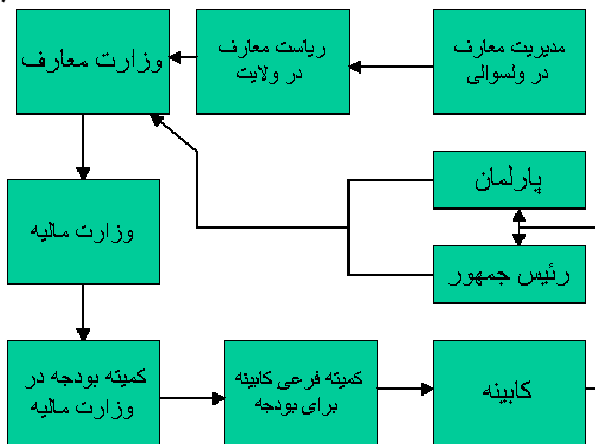 مدیریت معارف
در ولسوالی
ریاست معارف
در ولایت
وزارت معارف
پارلمان
وزارت مالیه
رئیس جمهور
کابینه
کمیته فرعی کابینه
برای بودجه
کمیته بودجه در
وزارت مالیه